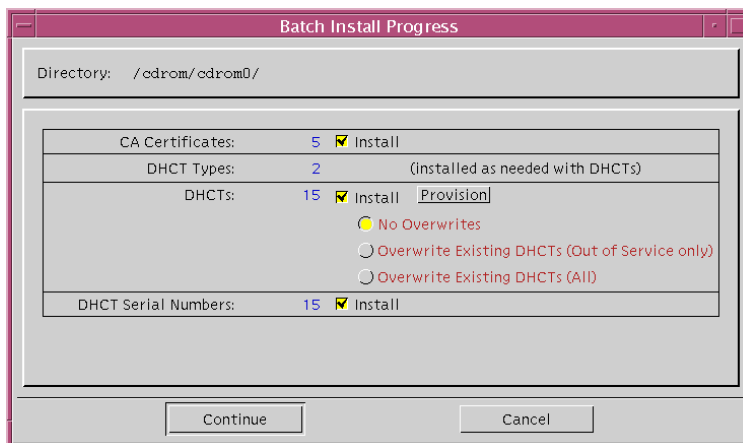 Batch Install Progress
Directory: /cdrom/cdrom0/
CA Certificates: 5 Install
DHCT Types: 2 (installed as needed with DHCTs)
DHCTs: 15 Install Provision
No Overwrites
Overwrite Existing DHCTs (Out of Service only)
Overwrite Existing DHCTs (All)
DHCT Serial Numbers: 15 Install
Continue Cancel